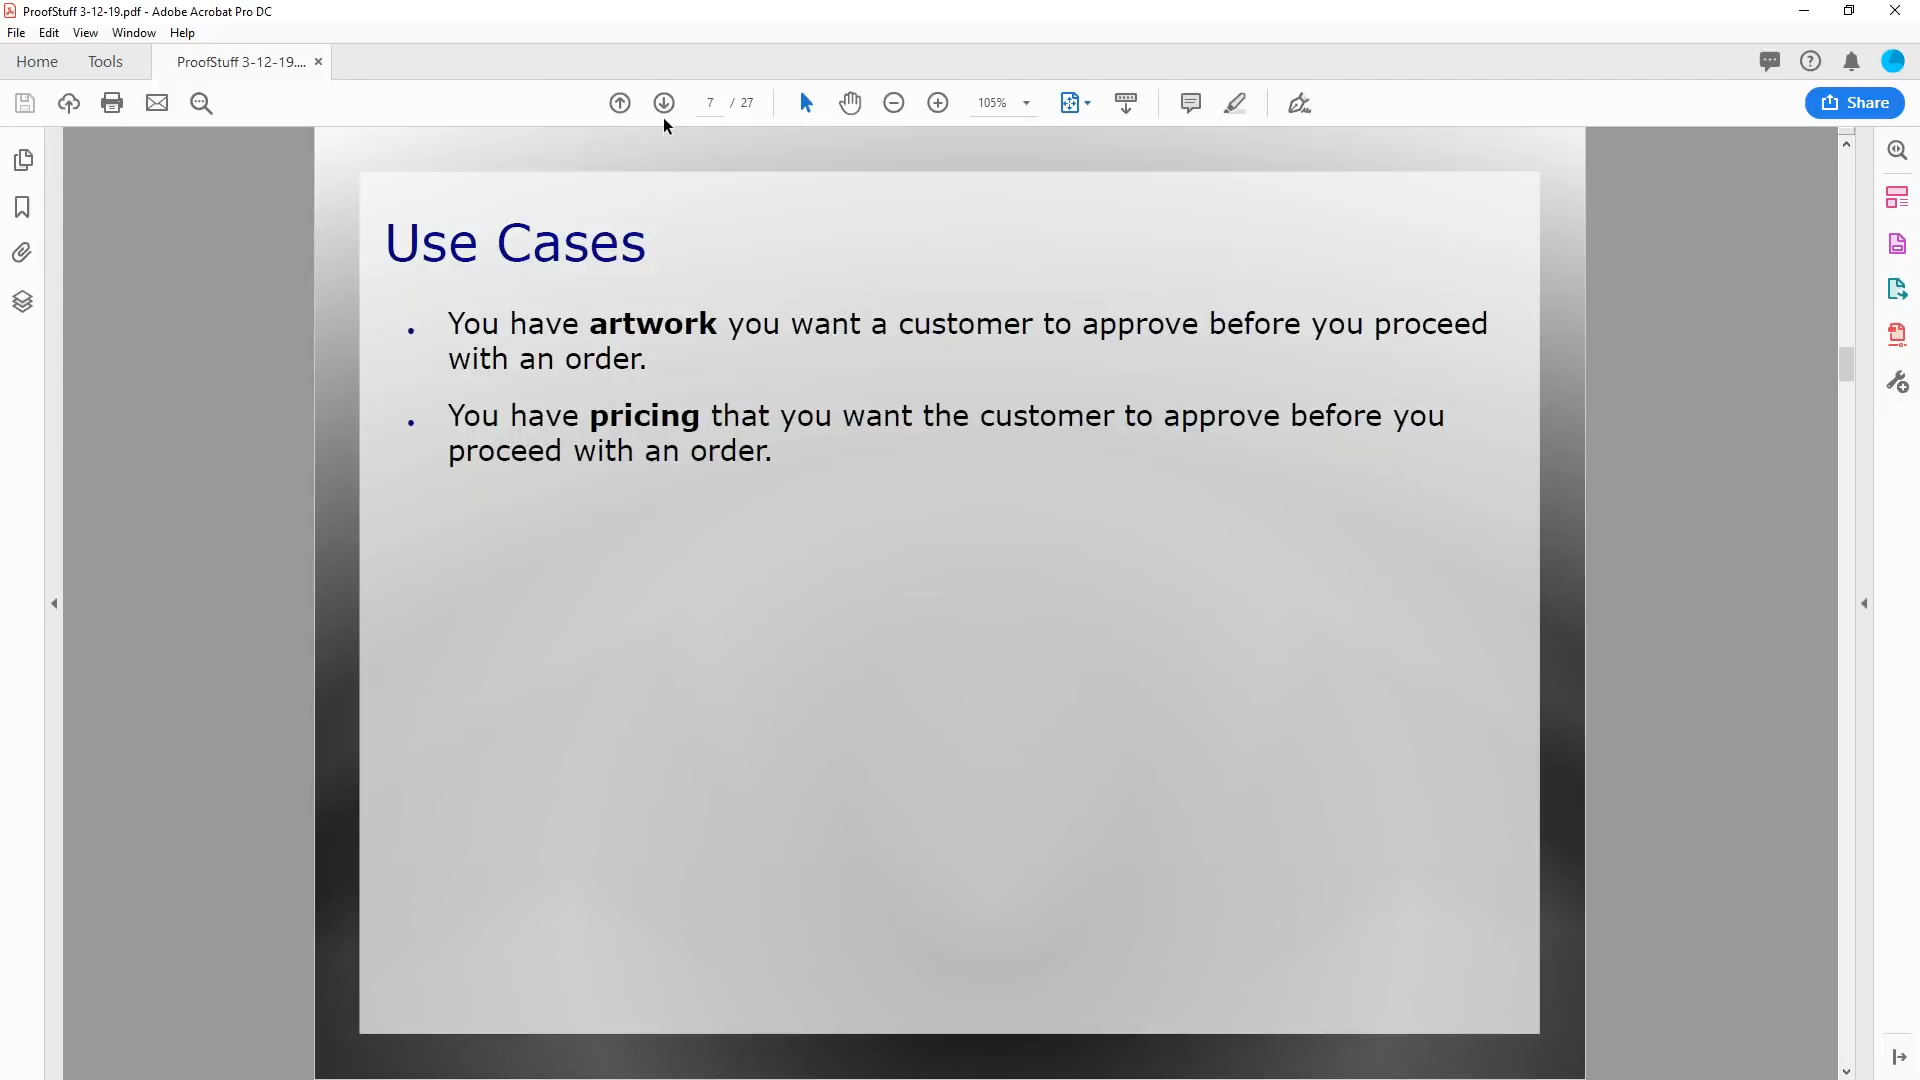 ProofStuff 3-12-19.pdf - Adobe Acrobat Pro DC
File Edit View Window Help
Home Tools ProofStuff 3-12-19....
7 / 27 105% Share
Use Cases
You have artwork you want a customer to approve before you proceed
with an order.
You have pricing that you want the customer to approve before you
proceed with an order.